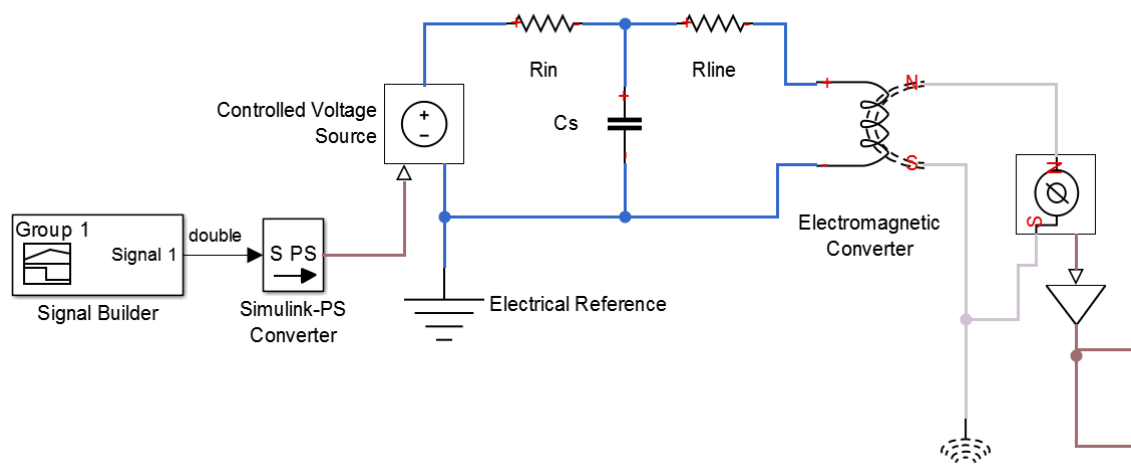 +
-
+
-
Rin
Rline
Controlled Voltage
Source
+
−
+
Cs
-
+
-
N
S
Electromagnetic
Converter
N
S
Group 1
Signal 1
double
S PS
Signal Builder
Simulink-PS
Converter
Electrical Reference